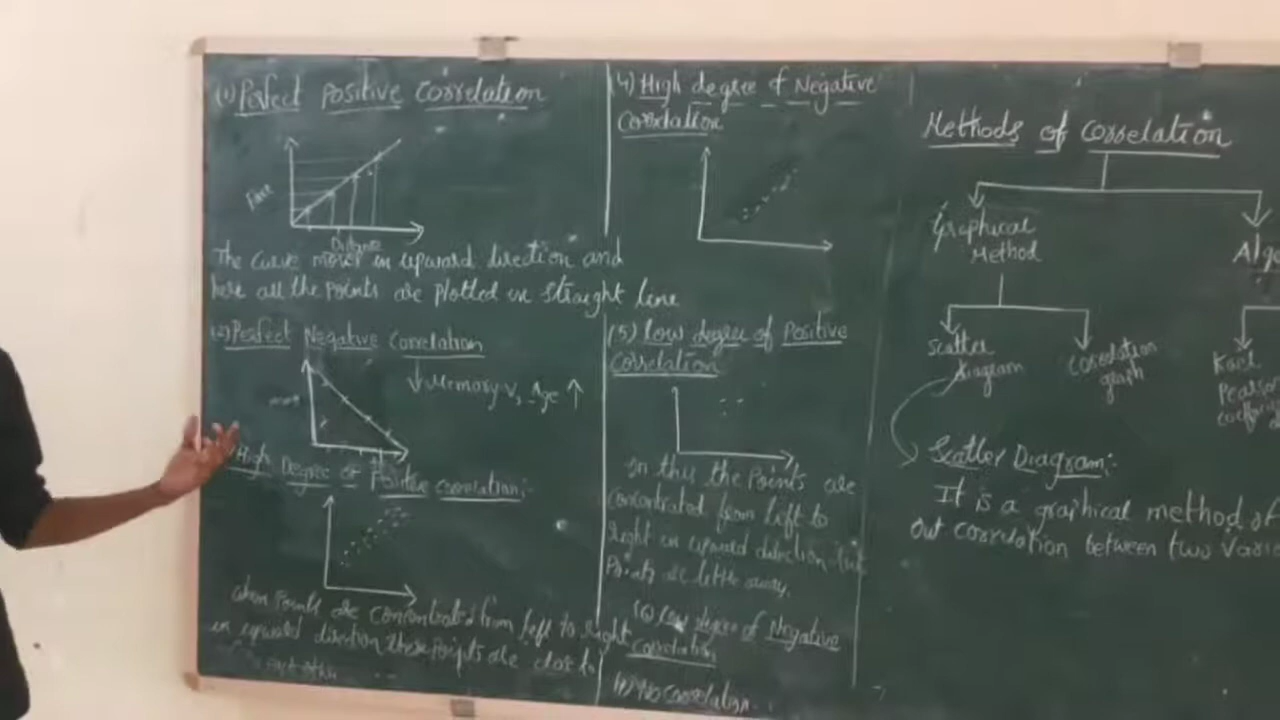 (1) Perfect Positive Correlation
Distance
The curve moves in upward direction and
here all the points are plotted in straight line
(2) Perfect Negative Correlation
↓ Memory Vs Age ↑
High Degree of Positive correlation:-
when points are concentrated from left to right
in upward direction these points are close to
(4) High degree of Negative
Correlation
(5) Low degree of Positive
Correlation
In this the points are
concentrated from left to
right in upward direction but
Points are little away.
(6) Low degree of Negative
correlation
(7) No correlation.
Methods of correlation
Graphical
Method
Scatter
diagram
Correlation
graph
Alge
Karl
Pearson
Scatter Diagram:-
It is a graphical method of
out correlation between two varia